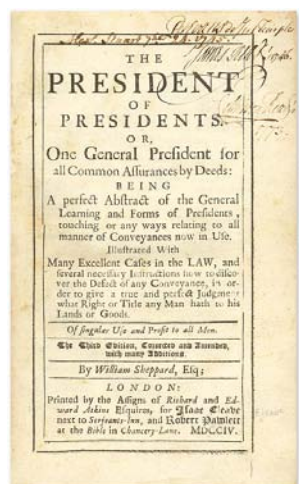 Alex. Stuart
1745
THE
PRESIDENT
OF
PRESIDENTS.
OR,
One General President for
all Common Assurances by Deeds:
BEING
A perfect Abstract of the General
Learning and Forms of Presidents,
touching or any ways relating to all
manner of Conveyances now in Use.
Illustrated With
Many Excellent Cases in the LAW, and
several necessary Instructions how to disco-
ver the Defect of any Conveyance, in or-
der to give a true and perfect Judgment
what Right or Title any Man hath to his
Lands or Goods.
Of singular Use and Profit to all Men.
The Third Edition, Corrected and Amended,
with many Additions.
By William Sheppard, Esq;
LONDON:
Printed by the Assigns of Richard and Ed-
ward Atkins Esquires, for Isaac Cleave
next to Serjeants-Inn, and Robert Pawlett
at the Bible in Chancery-Lane. MDCCIV.